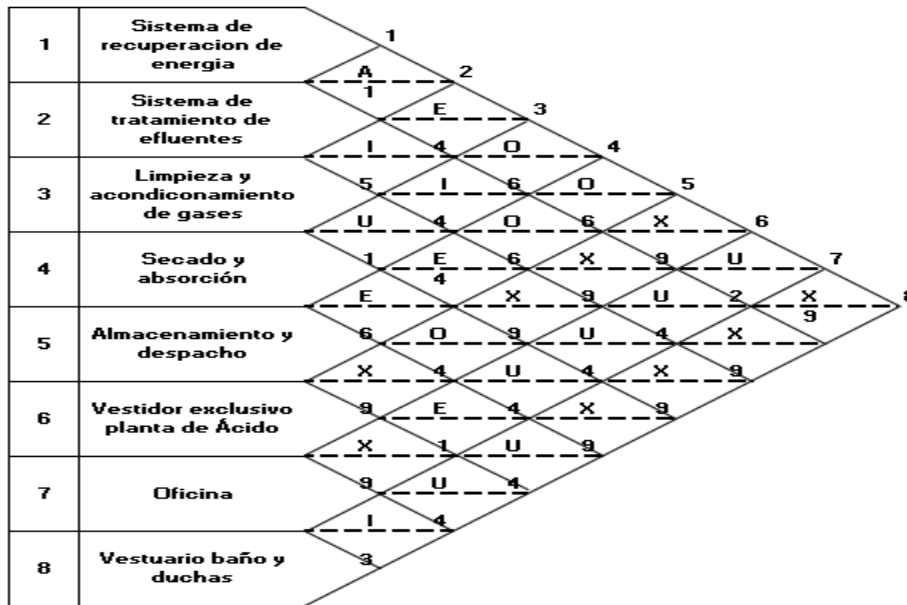 1
Sistema de
recuperacion de
energia
2
Sistema de
tratamiento de
efluentes
3
Limpieza y
acondiconamiento
de gases
4
Secado y
absorción
5
Almacenamiento y
despacho
6
Vestidor exclusivo
planta de Ácido
7
Oficina
8
Vestuario baño y
duchas
1
A 2
1
E 3
I 4 O 4
5 I 6 O 5
U 4 O 6 X 6
1 E 6 X 9 U 7
4
E X 9 U 2 X 8
9
6 O 9 U 4 X
X 4 U 4 X 9
9 E 4 X 9
X 1 U 9
9 U 4
I 4
3